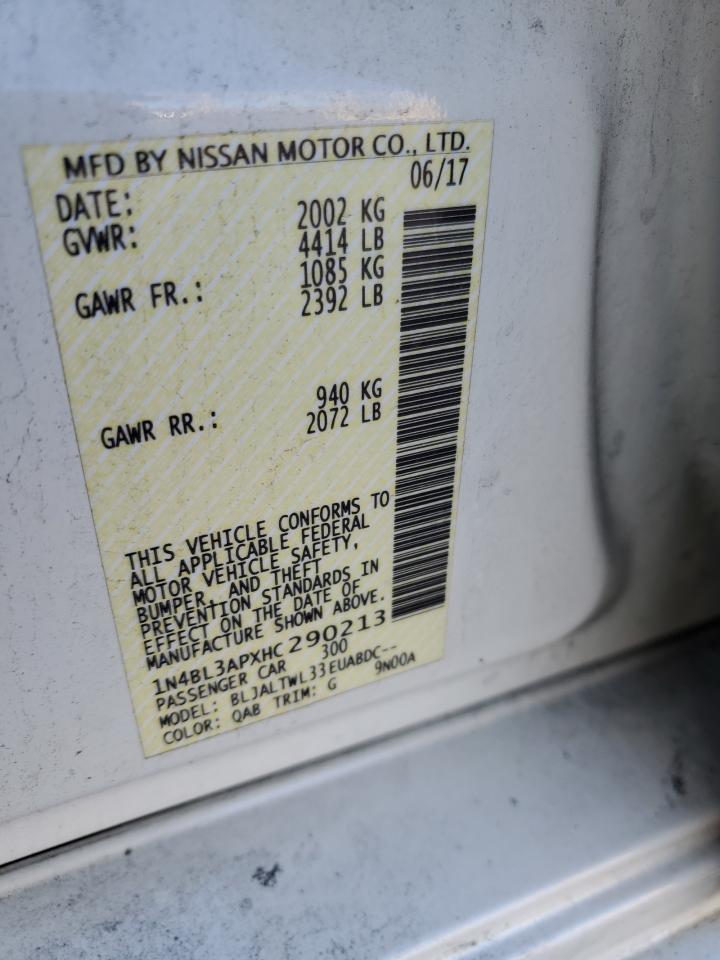 MFD BY NISSAN MOTOR CO., LTD.
DATE: 06/17
GVWR: 2002 KG
4414 LB
GAWR FR.: 1085 KG
2392 LB
GAWR RR.: 940 KG
2072 LB
THIS VEHICLE CONFORMS TO
ALL APPLICABLE FEDERAL
MOTOR VEHICLE SAFETY,
BUMPER, AND THEFT
PREVENTION STANDARDS IN
EFFECT ON THE DATE OF
MANUFACTURE SHOWN ABOVE.
1N4BL3APXHC290213
PASSENGER CAR 300
MODEL: BLJALTWL33EUABDC--
COLOR: QAB TRIM: G 9N00A